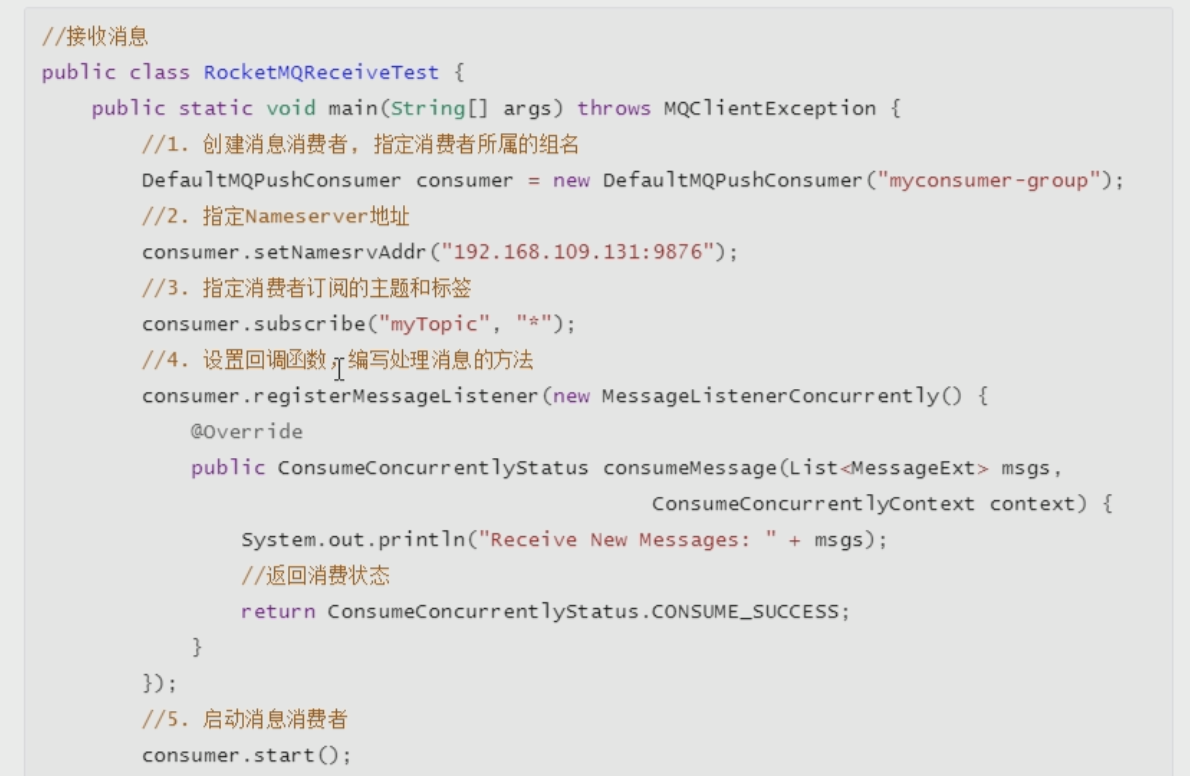 //接收消息
public class RocketMQReceiveTest {
    public static void main(String[] args) throws MQClientException {
        //1. 创建消息消费者, 指定消费者所属的组名
        DefaultMQPushConsumer consumer = new DefaultMQPushConsumer("myconsumer-group");
        //2. 指定Nameserver地址
        consumer.setNamesrvAddr("192.168.109.131:9876");
        //3. 指定消费者订阅的主题和标签
        consumer.subscribe("myTopic", "*");
        //4. 设置回调函数，编写处理消息的方法
        consumer.registerMessageListener(new MessageListenerConcurrently() {
            @Override
            public ConsumeConcurrentlyStatus consumeMessage(List<MessageExt> msgs,
                                                 ConsumeConcurrentlyContext context) {
                System.out.println("Receive New Messages: " + msgs);
                //返回消费状态
                return ConsumeConcurrentlyStatus.CONSUME_SUCCESS;
            }
        });
        //5. 启动消息消费者
        consumer.start();